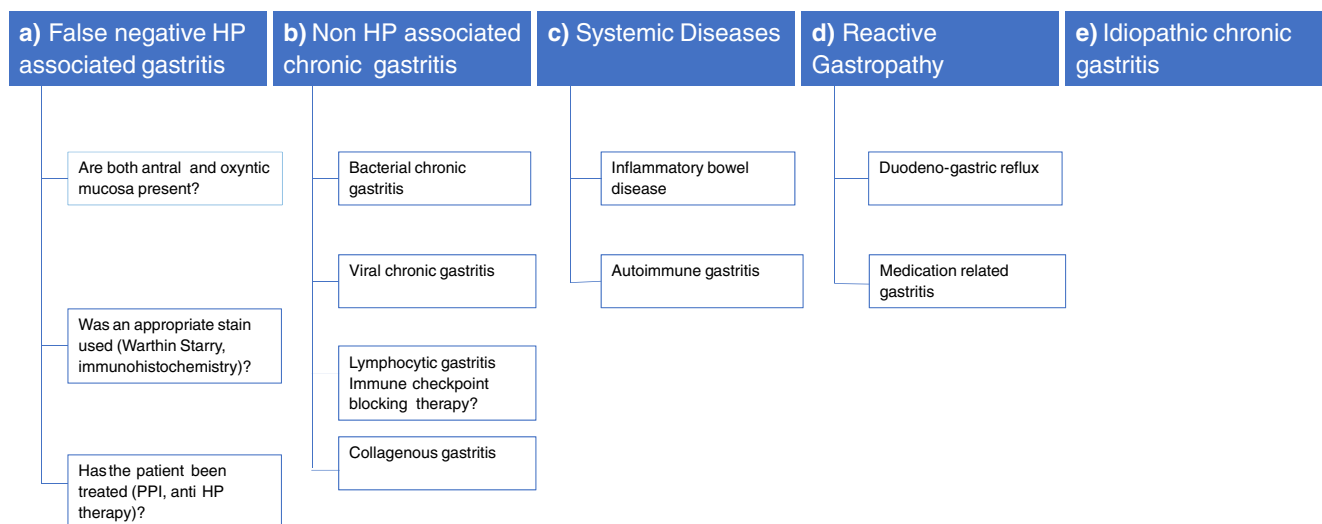 a) False negative HP
associated gastritis
Are both antral and oxyntic
mucosa present?
Was an appropriate stain
used (Warthin Starry,
immunohistochemistry)?
Has the patient been
treated (PPI, anti HP
therapy)?
b) Non HP associated
chronic gastritis
Bacterial chronic
gastritis
Viral chronic gastritis
Lymphocytic gastritis
Immune checkpoint
blocking therapy?
Collagenous gastritis
c) Systemic Diseases
Inflammatory bowel
disease
Autoimmune gastritis
d) Reactive
Gastropathy
Duodeno-gastric reflux
Medication related
gastritis
e) Idiopathic chronic
gastritis